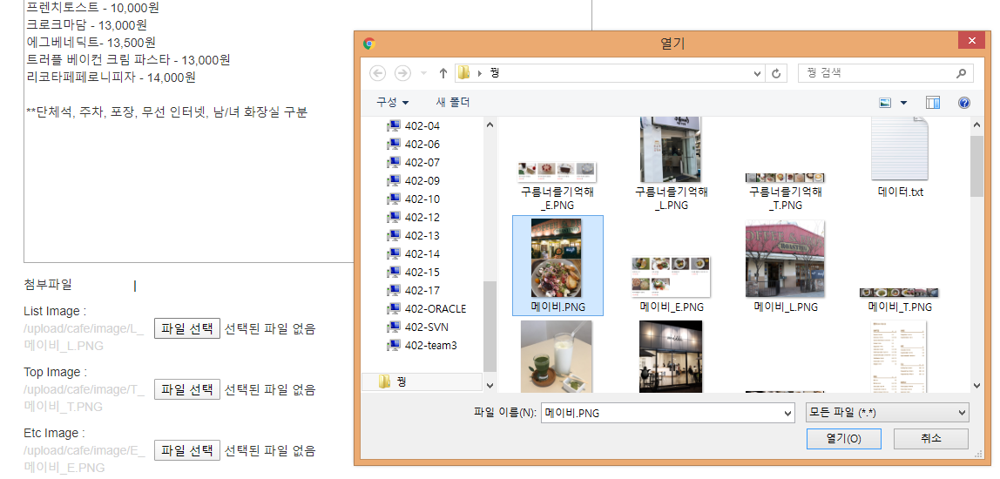 프렌치토스트 - 10,000원
크로크마담 - 13,000원
에그베네딕트- 13,500원
트러플 베이컨 크림 파스타 - 13,000원
리코타페페로니피자 - 14,000원
**단체석, 주차, 포장, 무선 인터넷, 남/녀 화장실 구분
첨부파일
List Image :
/upload/cafe/image/L_
메이비_L.PNG
파일 선택 선택된 파일 없음
Top Image :
/upload/cafe/image/T_
메이비_T.PNG
파일 선택 선택된 파일 없음
Etc Image :
/upload/cafe/image/E_
메이비_E.PNG
파일 선택 선택된 파일 없음
열기
꿩
꿩 검색
구성
새 폴더
402-04
402-06
402-07
402-09
402-10
402-12
402-13
402-14
402-15
402-17
402-ORACLE
402-SVN
402-team3
꿩
구름너를기억해
_E.PNG
구름너를기억해
_L.PNG
구름너를기억해
_T.PNG
데이터.txt
메이비.PNG
메이비_E.PNG
메이비_L.PNG
메이비_T.PNG
파일 이름(N):
메이비.PNG
모든 파일 (*.*)
열기(O)
취소